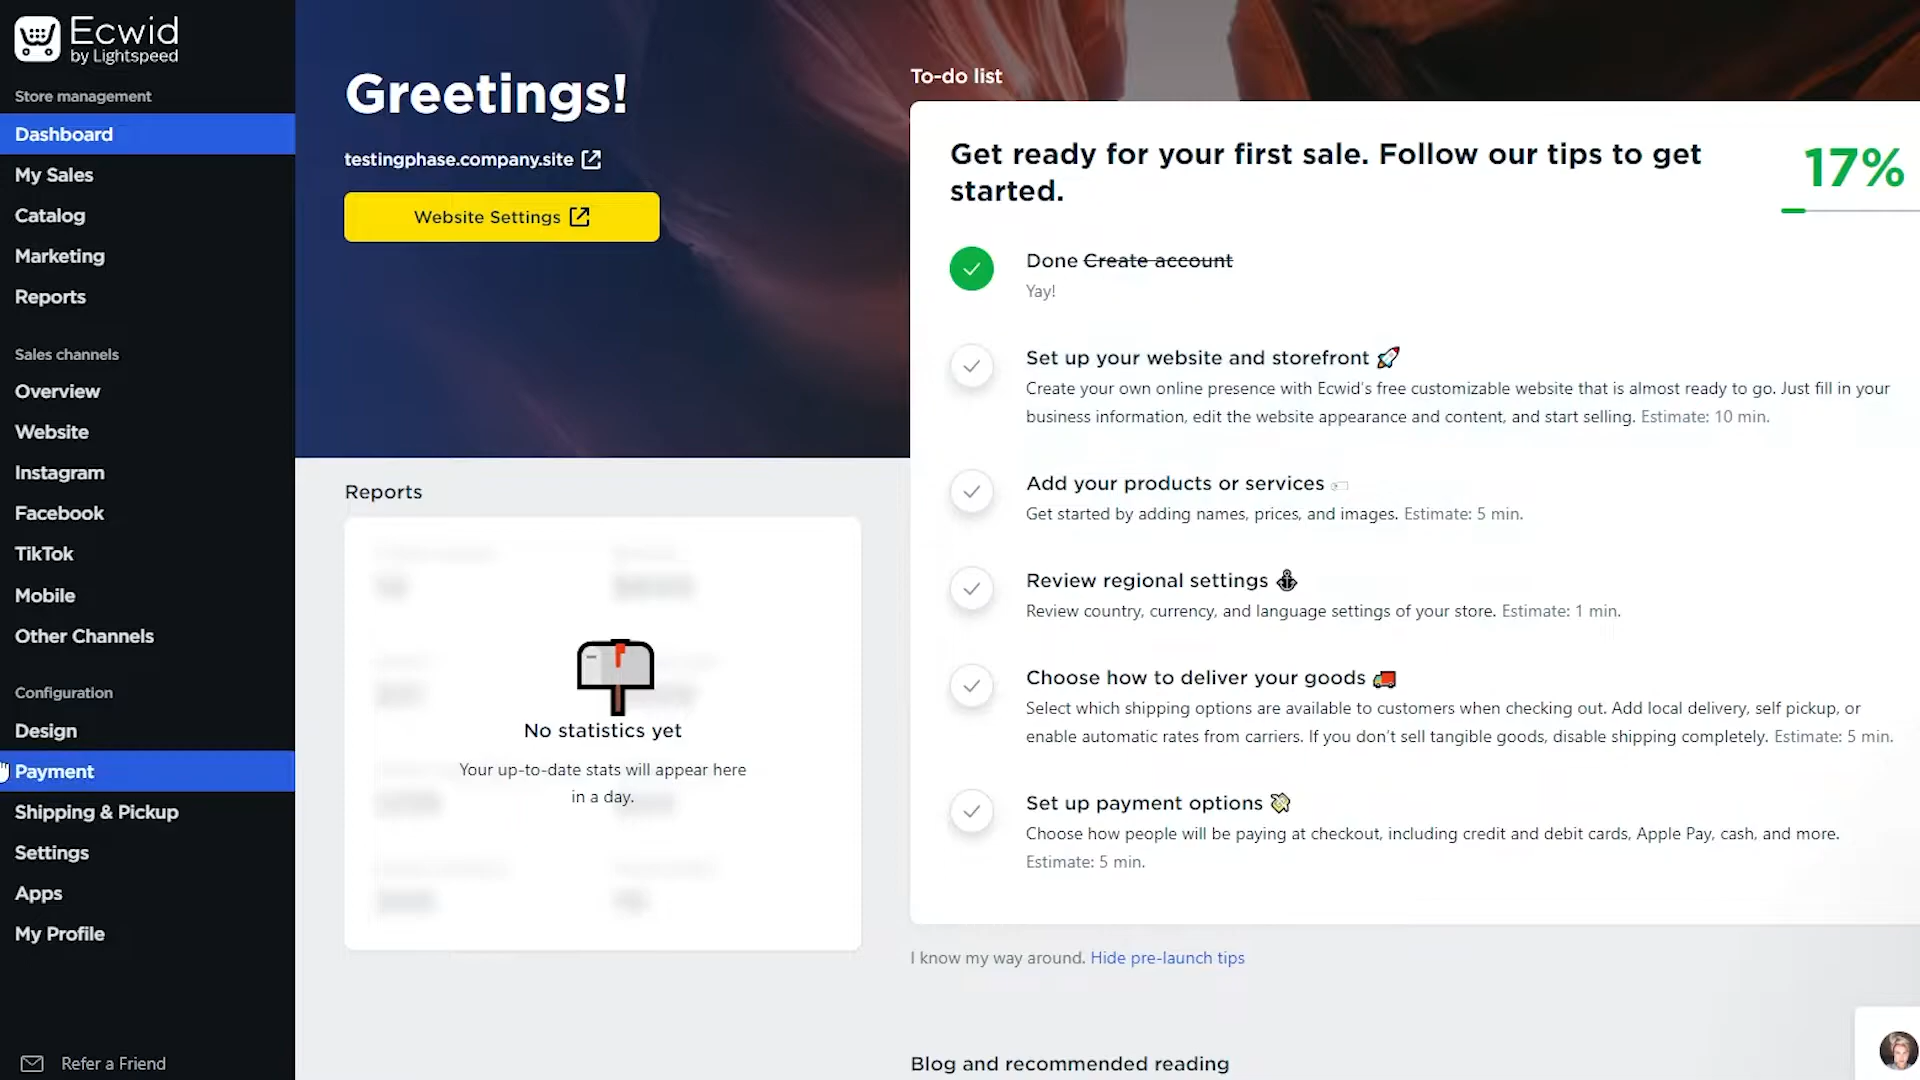 Ecwid
by Lightspeed
Store management
Dashboard
My Sales
Catalog
Marketing
Reports
Sales channels
Overview
Website
Instagram
Facebook
TikTok
Mobile
Other Channels
Configuration
Design
Payment
Shipping & Pickup
Settings
Apps
My Profile
Refer a Friend
Greetings!
testingphase.company.site
Website Settings
Reports
No statistics yet
Your up-to-date stats will appear here
in a day.
To-do list
Get ready for your first sale. Follow our tips to get
started.
17%
Done Create account
Yay!
Set up your website and storefront 🚀
Create your own online presence with Ecwid's free customizable website that is almost ready to go. Just fill in your
business information, edit the website appearance and content, and start selling. Estimate: 10 min.
Add your products or services
Get started by adding names, prices, and images. Estimate: 5 min.
Review regional settings
Review country, currency, and language settings of your store. Estimate: 1 min.
Choose how to deliver your goods 🚚
Select which shipping options are available to customers when checking out. Add local delivery, self pickup, or
enable automatic rates from carriers. If you don't sell tangible goods, disable shipping completely. Estimate: 5 min.
Set up payment options
Choose how people will be paying at checkout, including credit and debit cards, Apple Pay, cash, and more.
Estimate: 5 min.
I know my way around. Hide pre-launch tips
Blog and recommended reading